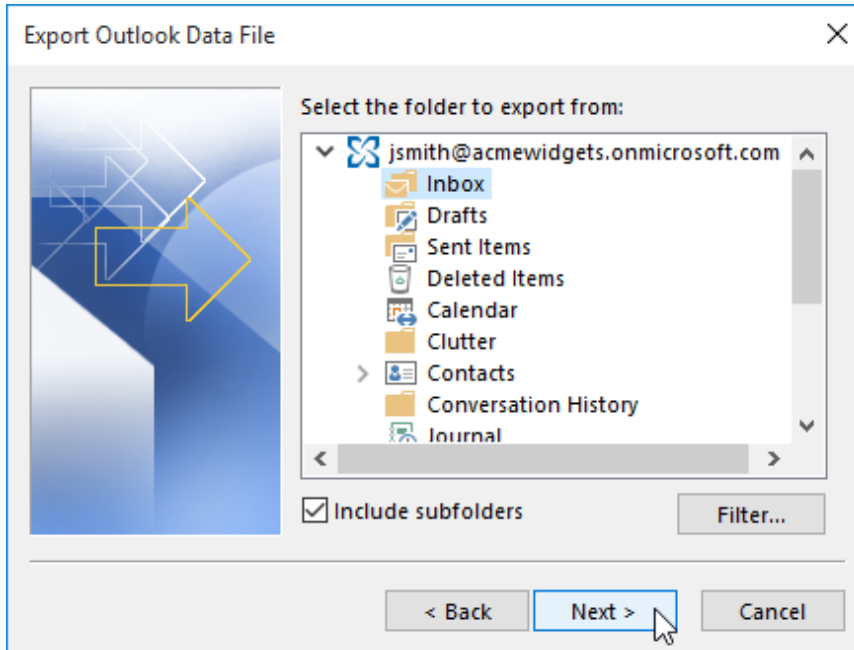 Export Outlook Data File
Select the folder to export from:
jsmith@acmewidgets.onmicrosoft.com
Inbox
Drafts
Sent Items
Deleted Items
Calendar
Clutter
Contacts
Conversation History
Journal
Include subfolders
Filter...
< Back
Next >
Cancel